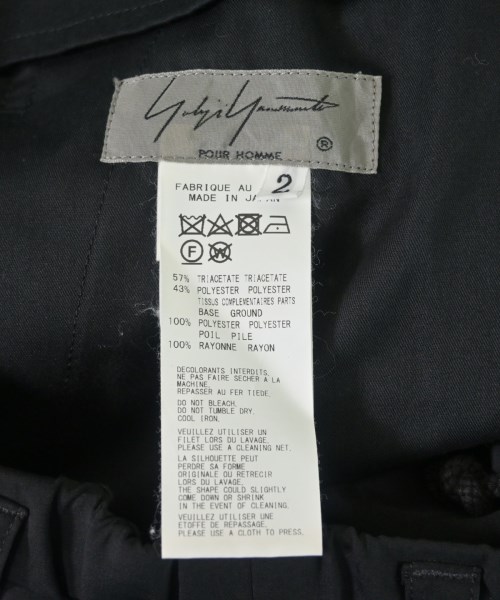 Yohji Yamamoto
®
POUR HOMME
2
FABRIQUE AU
MADE IN JAPAN
F
W
57% TRIACETATE TRIACETATE
43% POLYESTER POLYESTER
TISSUS COMPLEMENTAIRES PARTS
BASE GROUND
100% POLYESTER POLYESTER
POIL PILE
100% RAYONNE RAYON
DECOLORANTS INTERDITS.
NE PAS FAIRE SECHER A LA
MACHINE.
REPASSER AU FER TIEDE.
DO NOT BLEACH.
DO NOT TUMBLE DRY.
COOL IRON.
VEUILLEZ UTILISER UN
FILET LORS DU LAVAGE.
PLEASE USE A CLEANING NET.
LA SILHOUETTE PEUT
PERDRE SA FORME
ORIGINALE OU RETRECIR
LORS DU LAVAGE.
THE SHAPE COULD SLIGHTLY
COME DOWN OR SHRINK
IN THE EVENT OF CLEANING.
VEUILLEZ UTILISER UNE
ETOFFE DE REPASSAGE.
PLEASE USE A CLOTH TO PRESS.